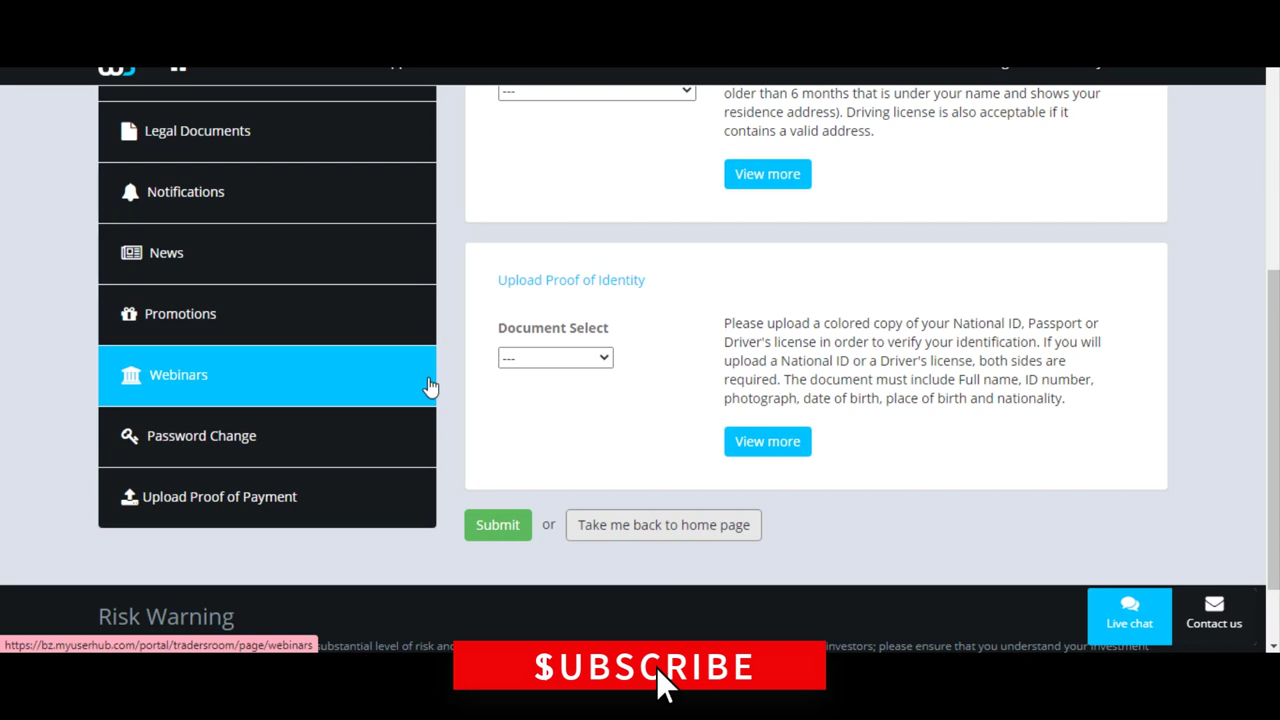 ---
older than 6 months that is under your name and shows your
residence address). Driving license is also acceptable if it
contains a valid address.
View more
Legal Documents
Notifications
News
Promotions
Webinars
Password Change
Upload Proof of Payment
Upload Proof of Identity
Document Select
---
Please upload a colored copy of your National ID, Passport or
Driver's license in order to verify your identification. If you will
upload a National ID or a Driver's license, both sides are
required. The document must include Full name, ID number,
photograph, date of birth, place of birth and nationality.
View more
Submit
or
Take me back to home page
Risk Warning
Live chat
Contact us
https://bz.myuserhub.com/portal/tradersroom/page/webinars
substantial level of risk and
investors; please ensure that you understand your investment
$UBSCRIBE